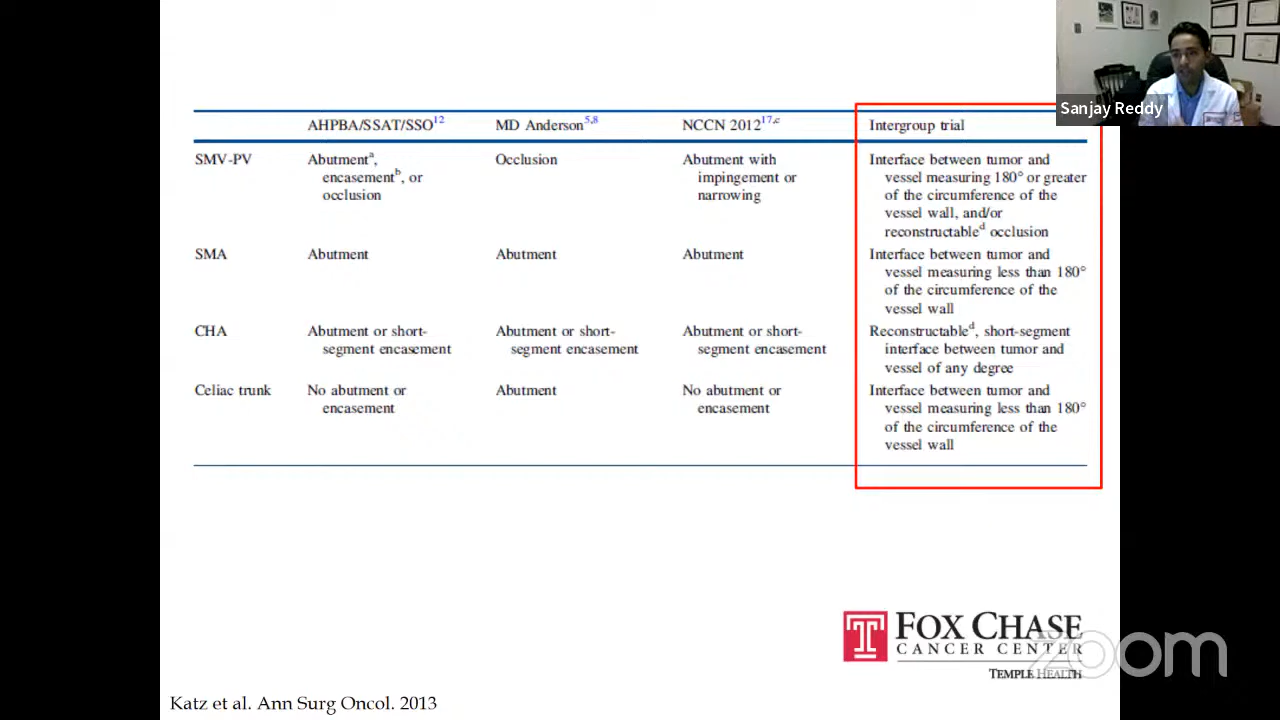 Sanjay Reddy
AHPBA/SSAT/SSO12 MD Anderson5,8 NCCN 201217,c Intergroup trial
SMV-PV Abutmenta, Occlusion Abutment with Interface between tumor and
encasementb, or impingement or vessel measuring 180° or greater
occlusion narrowing of the circumference of the
vessel wall, and/or
reconstructabled occlusion
SMA Abutment Abutment Abutment Interface between tumor and
vessel measuring less than 180°
of the circumference of the
vessel wall
CHA Abutment or short- Abutment or short- Abutment or short- Reconstructabled, short-segment
segment encasement segment encasement segment encasement interface between tumor and
vessel of any degree
Celiac trunk No abutment or Abutment No abutment or Interface between tumor and
encasement encasement vessel measuring less than 180°
of the circumference of the
vessel wall
FOX CHASE
CANCER CENTER
TEMPLE HEALTH
zoom
Katz et al. Ann Surg Oncol. 2013